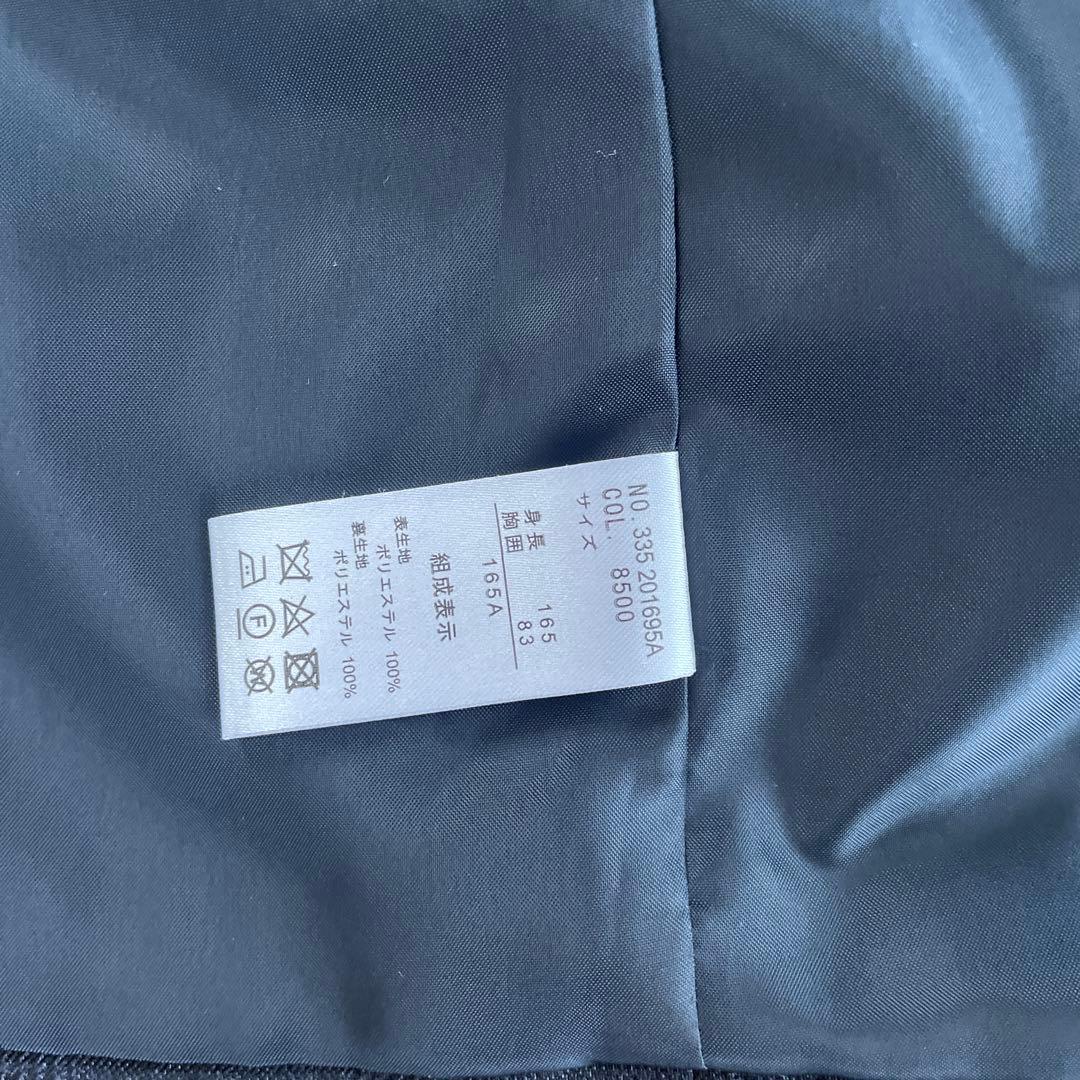 NO. 335 201695A
COL. 8500
サイズ
身長 165
胸囲 83
165A
組成表示
表生地
ポリエステル 100%
裏生地
ポリエステル 100%
F
W